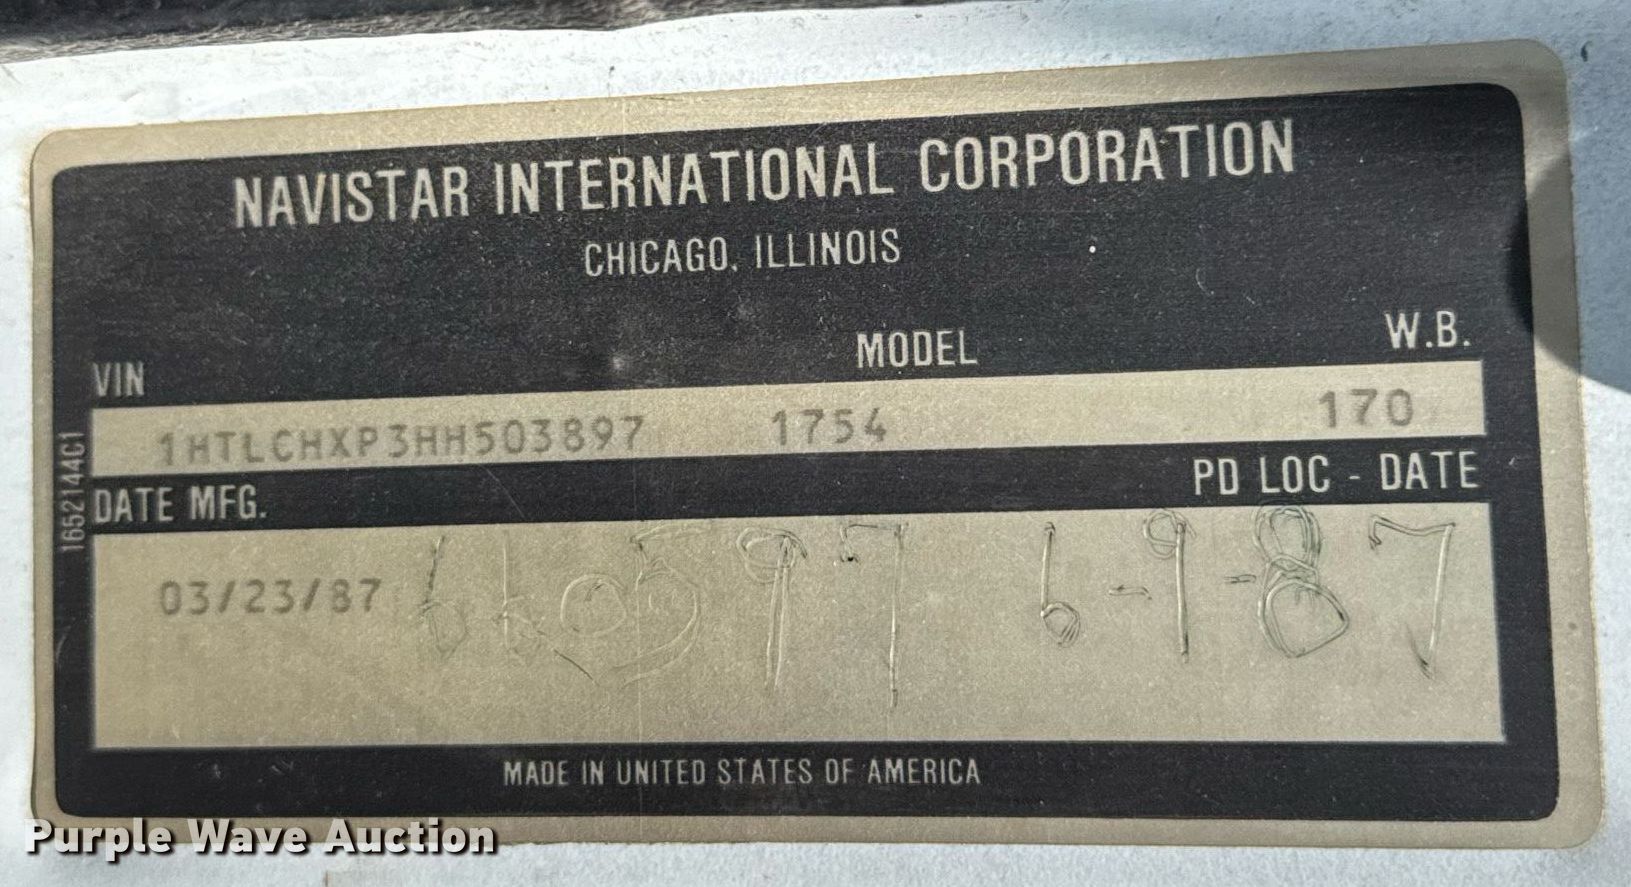 NAVISTAR INTERNATIONAL CORPORATION
CHICAGO, ILLINOIS
VIN MODEL W.B.
1HTLCHXP3HH503897 1754 170
DATE MFG. PD LOC - DATE
03/23/87 660597 6-9-87
1652144C1
MADE IN UNITED STATES OF AMERICA
Purple Wave Auction